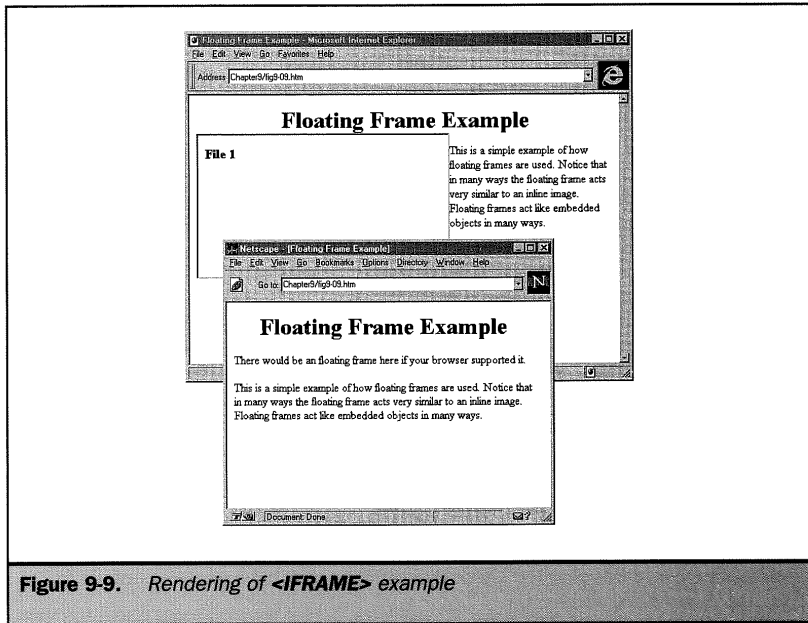 Floating Frame Example - Microsoft Internet Explorer
File Edit View Go Favorites Help
Address Chapter9/fig9-09.htm
Floating Frame Example
File 1
This is a simple example of how
floating frames are used. Notice that
in many ways the floating frame acts
very similar to an inline image.
Floating frames act like embedded
objects in many ways.
Netscape - [Floating Frame Example]
File Edit View Go Bookmarks Options Directory Window Help
Go to: Chapter9/fig9-09.htm
N
Floating Frame Example
There would be an floating frame here if your browser supported it.
This is a simple example of how floating frames are used. Notice that
in many ways the floating frame acts very similar to an inline image.
Floating frames act like embedded objects in many ways.
Document: Done
Figure 9-9. Rendering of <IFRAME> example